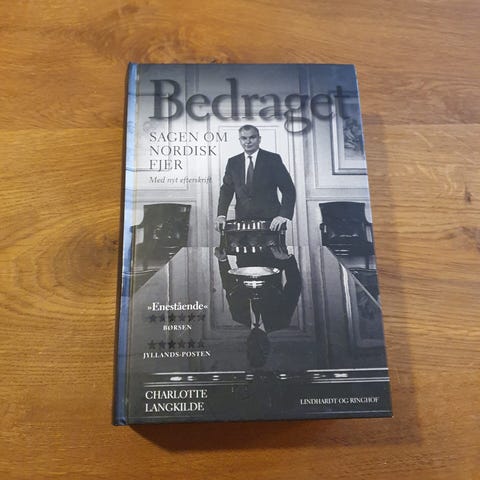 Bedraget
SAGEN OM
NORDISK
FJER
Med nyt efterskrift
»Enestående«
★★★★★★
BØRSEN
★★★★★★
JYLLANDS-POSTEN
CHARLOTTE
LANGKILDE
LINDHARDT OG RINGHOF